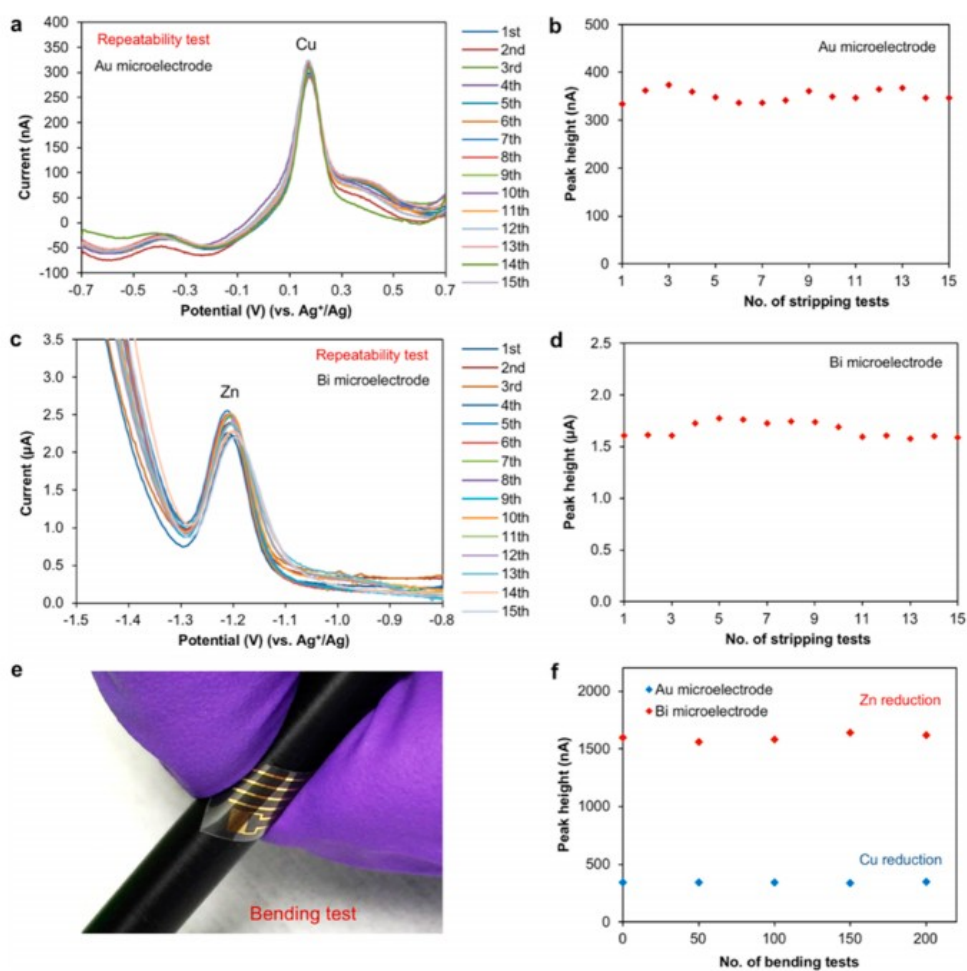 a
Repeatability test
Au microelectrode
Cu
Current (nA)
400
350
300
250
200
150
100
50
0
-50
-100
-0.7 -0.5 -0.3 -0.1 0.1 0.3 0.5 0.7
Potential (V) (vs. Ag⁺/Ag)
1st
2nd
3rd
4th
5th
6th
7th
8th
9th
10th
11th
12th
13th
14th
15th
b
Au microelectrode
Peak height (nA)
500
400
300
200
100
0
1 3 5 7 9 11 13 15
No. of stripping tests
c
Repeatability test
Bi microelectrode
Zn
Current (μA)
3.5
3.0
2.5
2.0
1.5
1.0
0.5
0.0
-1.5 -1.4 -1.3 -1.2 -1.1 -1.0 -0.9 -0.8
Potential (V) (vs. Ag⁺/Ag)
1st
2nd
3rd
4th
5th
6th
7th
8th
9th
10th
11th
12th
13th
14th
15th
d
Bi microelectrode
Peak height (μA)
2.5
2.0
1.5
1.0
0.5
0.0
1 3 5 7 9 11 13 15
No. of stripping tests
e
Bending test
f
Au microelectrode
Bi microelectrode
Zn reduction
Cu reduction
Peak height (nA)
2000
1500
1000
500
0
0 50 100 150 200
No. of bending tests